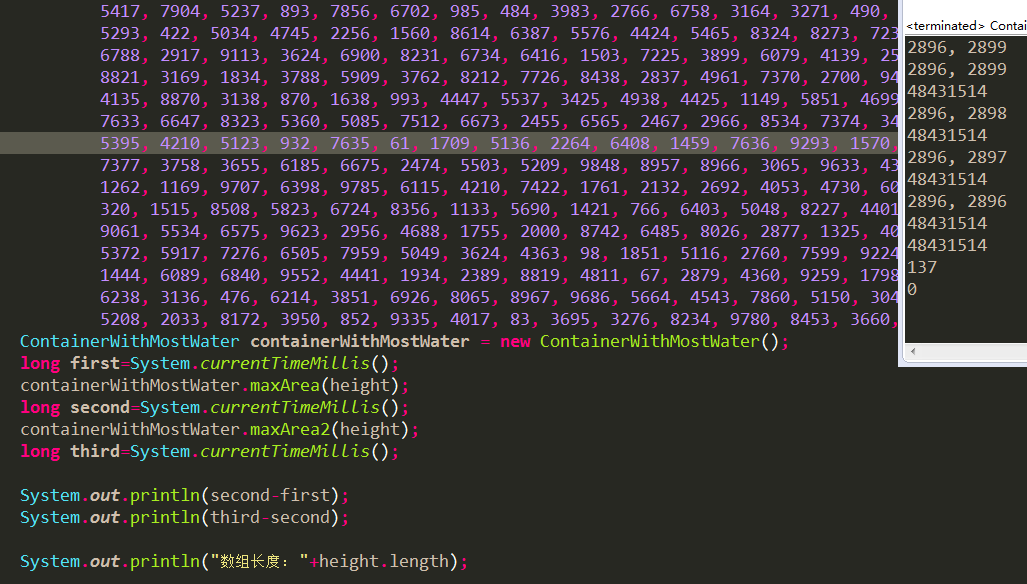 5417, 7904, 5237, 893, 7856, 6702, 985, 484, 3983, 2766, 6758, 3164, 3271, 490,
5293, 422, 5034, 4745, 2256, 1560, 8614, 6387, 5576, 4424, 5465, 8324, 8273, 723
6788, 2917, 9113, 3624, 6900, 8231, 6734, 6416, 1503, 7225, 3899, 6079, 4139, 25
8821, 3169, 1834, 3788, 5909, 3762, 8212, 7726, 8438, 2837, 4961, 7370, 2700, 94
4135, 8870, 3138, 870, 1638, 993, 4447, 5537, 3425, 4938, 4425, 1149, 5851, 4699
7633, 6647, 8323, 5360, 5085, 7512, 6673, 2455, 6565, 2467, 2966, 8534, 7374, 34
5395, 4210, 5123, 932, 7635, 61, 1709, 5136, 2264, 6408, 1459, 7636, 9293, 1570,
7377, 3758, 3655, 6185, 6675, 2474, 5503, 5209, 9848, 8957, 8966, 3065, 9633, 43
1262, 1169, 9707, 6398, 9785, 6115, 4210, 7422, 1761, 2132, 2692, 4053, 4730, 60
320, 1515, 8508, 5823, 6724, 8356, 1133, 5690, 1421, 766, 6403, 5048, 8227, 4401
9061, 5534, 6575, 9623, 2956, 4688, 1755, 2000, 8742, 6485, 8026, 2877, 1325, 40
5372, 5917, 7276, 6505, 7959, 5049, 3624, 4363, 98, 1851, 5116, 2760, 7599, 9224
1444, 6089, 6840, 9552, 4441, 1934, 2389, 8819, 4811, 67, 2879, 4360, 9259, 1798
6238, 3136, 476, 6214, 3851, 6926, 8065, 8967, 9686, 5664, 4543, 7860, 5150, 304
5208, 2033, 8172, 3950, 852, 9335, 4017, 83, 3695, 3276, 8234, 9780, 8453, 3660,
ContainerWithMostWater containerWithMostWater = new ContainerWithMostWater();
long first=System.currentTimeMillis();
containerWithMostWater.maxArea(height);
long second=System.currentTimeMillis();
containerWithMostWater.maxArea2(height);
long third=System.currentTimeMillis();
System.out.println(second-first);
System.out.println(third-second);
System.out.println("数组长度："+height.length);
<terminated> Contai
2896, 2899
2896, 2899
48431514
2896, 2898
48431514
2896, 2897
48431514
2896, 2896
48431514
48431514
137
0